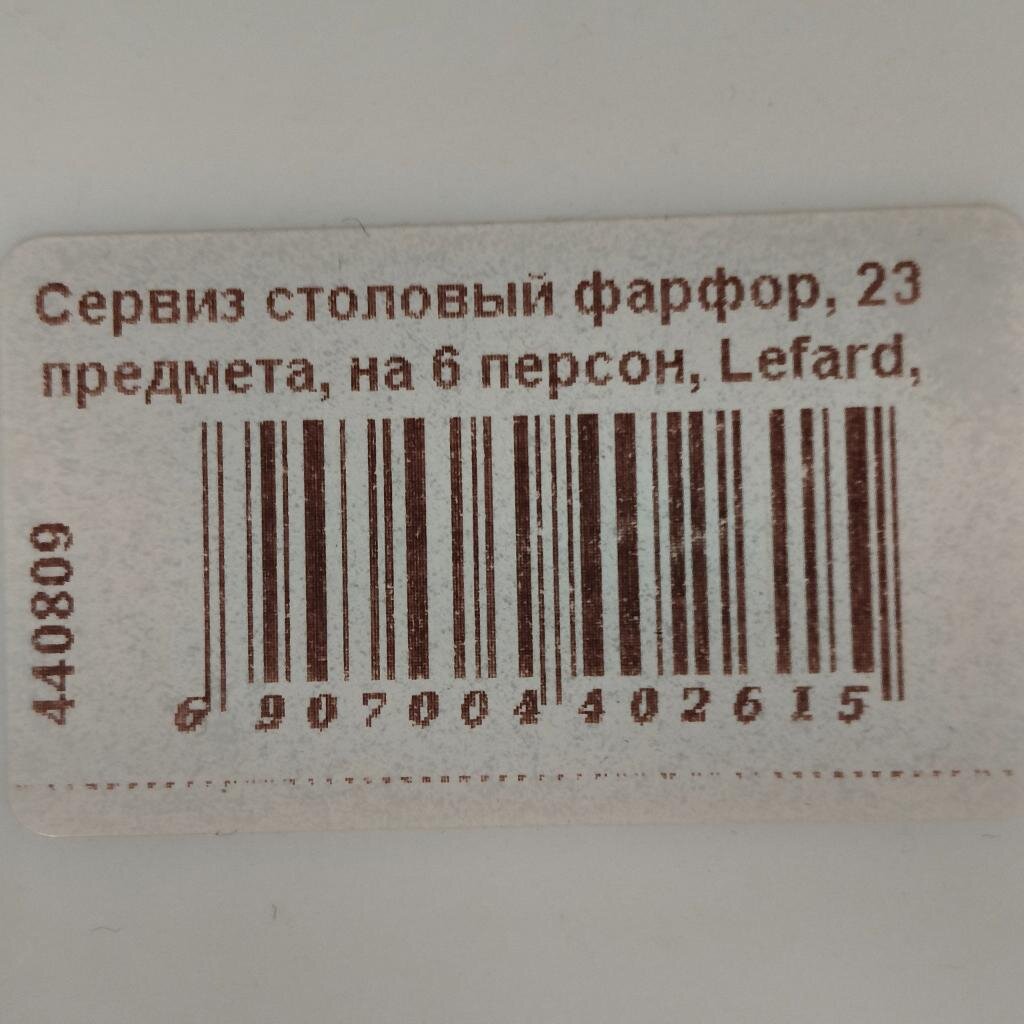 Сервиз столовый фарфор, 23
предмета, на 6 персон, Lefard,
440809
6 907004 402615